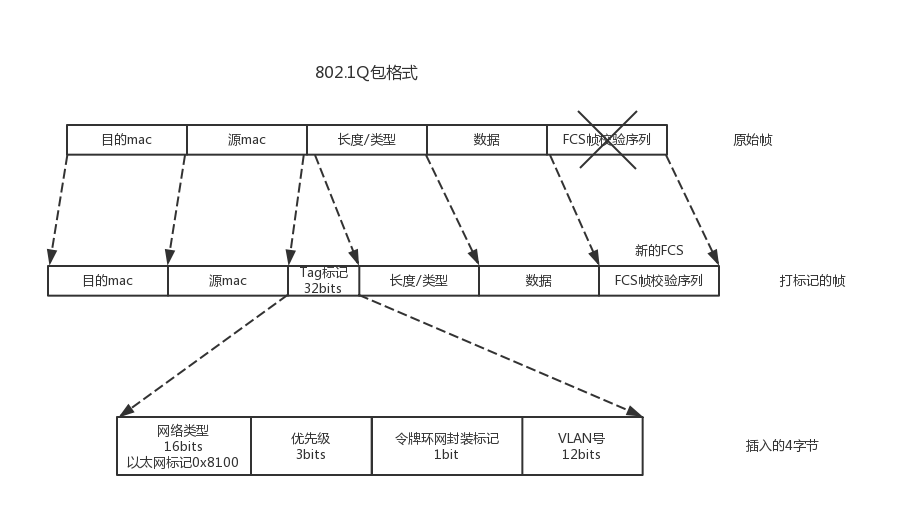 802.1Q包格式
目的mac 源mac 长度/类型 数据 FCS帧校验序列 原始帧
新的FCS
目的mac 源mac Tag标记 长度/类型 数据 FCS帧校验序列 打标记的帧
32bits
网络类型 优先级 令牌环网封装标记 VLAN号 插入的4字节
16bits 3bits 1bit 12bits
以太网标记0x8100